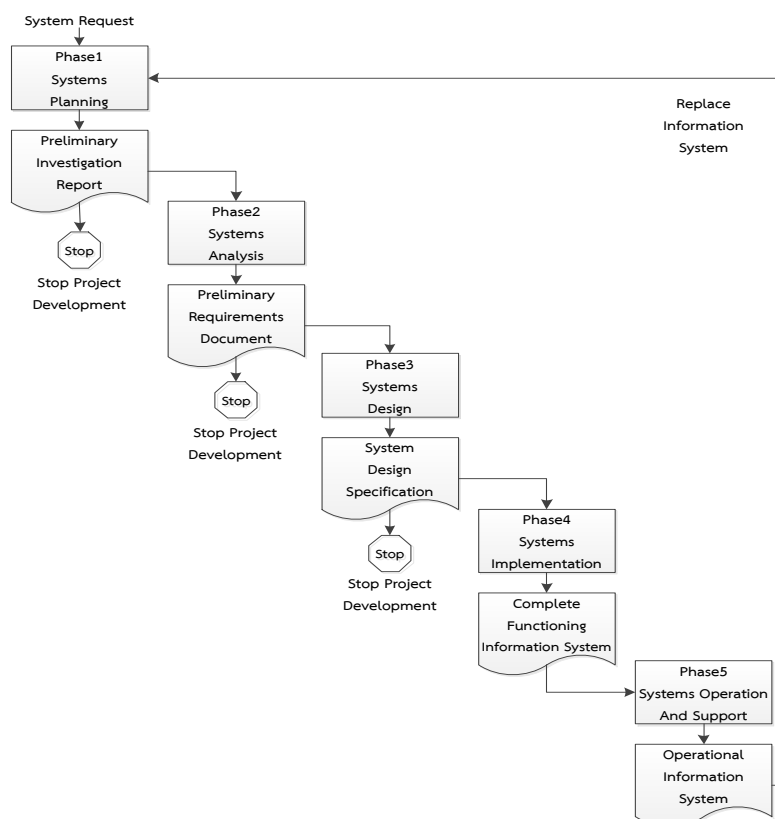 System Request
Phase1
Systems
Planning
Replace
Information
System
Preliminary
Investigation
Report
Stop
Stop Project
Development
Phase2
Systems
Analysis
Preliminary
Requirements
Document
Stop
Stop Project
Development
Phase3
Systems
Design
System
Design
Specification
Stop
Stop Project
Development
Phase4
Systems
Implementation
Complete
Functioning
Information System
Phase5
Systems Operation
And Support
Operational
Information
System